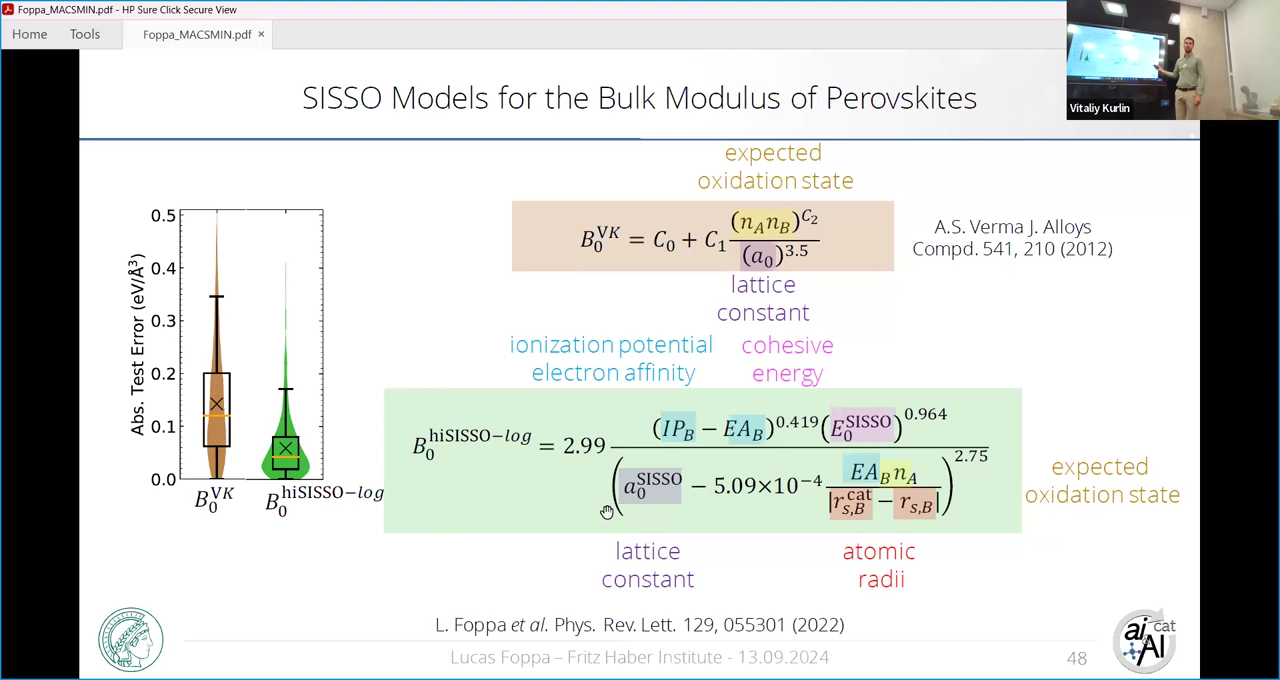 Foppa_MACSMIN.pdf - HP Sure Click Secure View
Home Tools Foppa_MACSMIN.pdf ×
Vitaliy Kurlin
SISSO Models for the Bulk Modulus of Perovskites
expected
oxidation state
B₀^VK = C₀ + C₁ (n_A n_B)^C₂ / (a₀)^3.5
A.S. Verma J. Alloys
Compd. 541, 210 (2012)
lattice
constant
Abs. Test Error (eV/Å³)
0.5
0.4
0.3
0.2
0.1
0.0
B₀^VK B₀^hiSISSO−log
ionization potential
electron affinity
cohesive
energy
B₀^hiSISSO−log = 2.99 (IP_B − EA_B)^0.419 (E₀^SISSO)^0.964 / (a₀^SISSO − 5.09×10⁻⁴ EA_B n_A / |r_s,B^cat − r_s,B|)^2.75
expected
oxidation state
lattice
constant
atomic
radii
L. Foppa et al. Phys. Rev. Lett. 129, 055301 (2022)
Lucas Foppa – Fritz Haber Institute - 13.09.2024
48
ai cat
AI